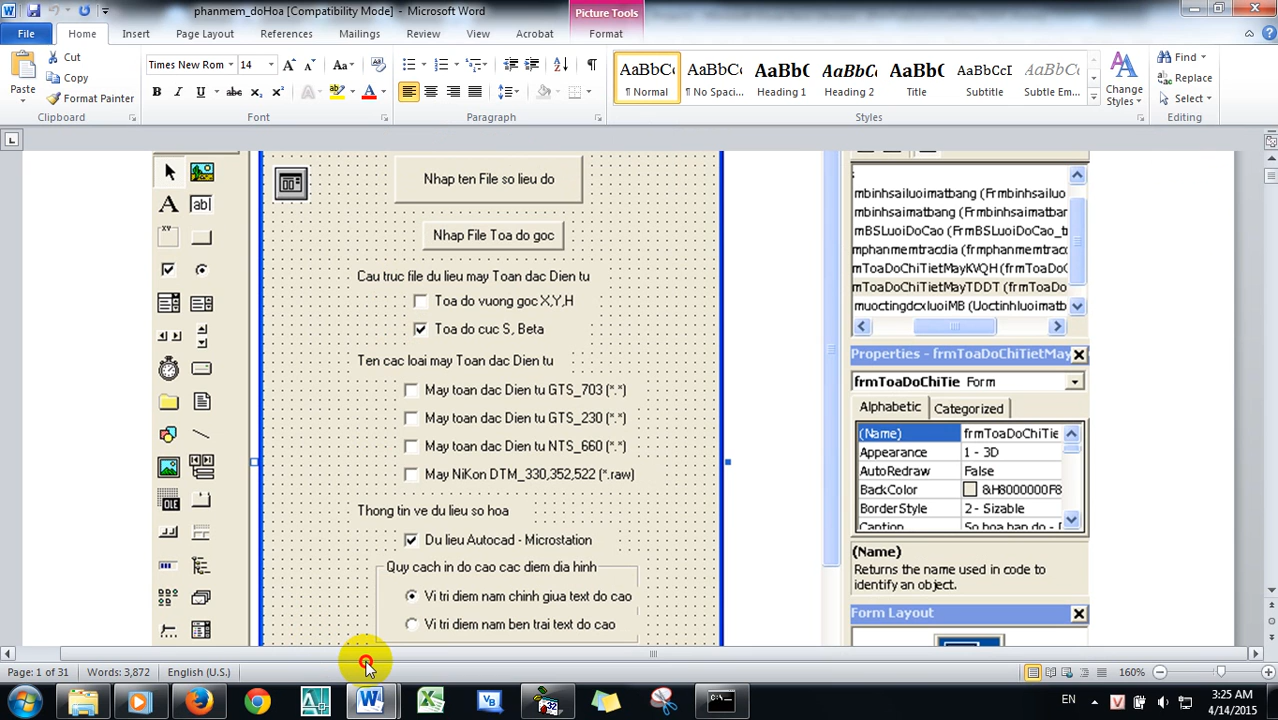 phanmem_doHoa [Compatibility Mode] - Microsoft Word
Picture Tools
File
Home
Insert
Page Layout
References
Mailings
Review
View
Acrobat
Format
Paste
Cut
Copy
Format Painter
Clipboard
Times New Rom
14
Font
Paragraph
AaBbCc
¶ Normal
AaBbCc
¶ No Spaci...
AaBbC
Heading 1
AaBbCc
Heading 2
AaBbC
Title
AaBbCc
Subtitle
AaBbCc
Subtle Em...
Change Styles
Styles
Find
Replace
Select
Editing
Nhap ten File so lieu do
Nhap File Toa do goc
Cau truc file du lieu may Toan dac Dien tu
Toa do vuong goc X,Y,H
Toa do cuc S, Beta
Ten cac loai may Toan dac Dien tu
May toan dac Dien tu GTS_703 (*.*)
May toan dac Dien tu GTS_230 (*.*)
May toan dac Dien tu NTS_660 (*.*)
May NiKon DTM_330,352,522 (*.raw)
Thong tin ve du lieu so hoa
Du lieu Autocad - Microstation
Quy cach in do cao cac diem dia hinh
Vi tri diem nam chinh giua text do cao
Vi tri diem nam ben trai text do cao
mbinhsailuoimatbang (Frmbinhsailuo
mbinhsaimatbang (Frmbinhsaimatbar
mBSLuoiDoCao (FrmBSLuoiDoCao_t
mphanmemtracdia (frmphanmemtracd
mToaDoChiTietMayKVQH (frmToaDo
mToaDoChiTietMayTDDT (frmToaDo
muoctingdcxluoiMB (Uoctinhluoimatb
Properties - frmToaDoChiTietMay
frmToaDoChiTie Form
Alphabetic
Categorized
(Name) frmToaDoChiTie
Appearance 1 - 3D
AutoRedraw False
BackColor &H8000000F&
BorderStyle 2 - Sizable
Caption
(Name)
Returns the name used in code to
identify an object.
Form Layout
Page: 1 of 31
Words: 3,872
English (U.S.)
160%
EN
3:25 AM
4/14/2015